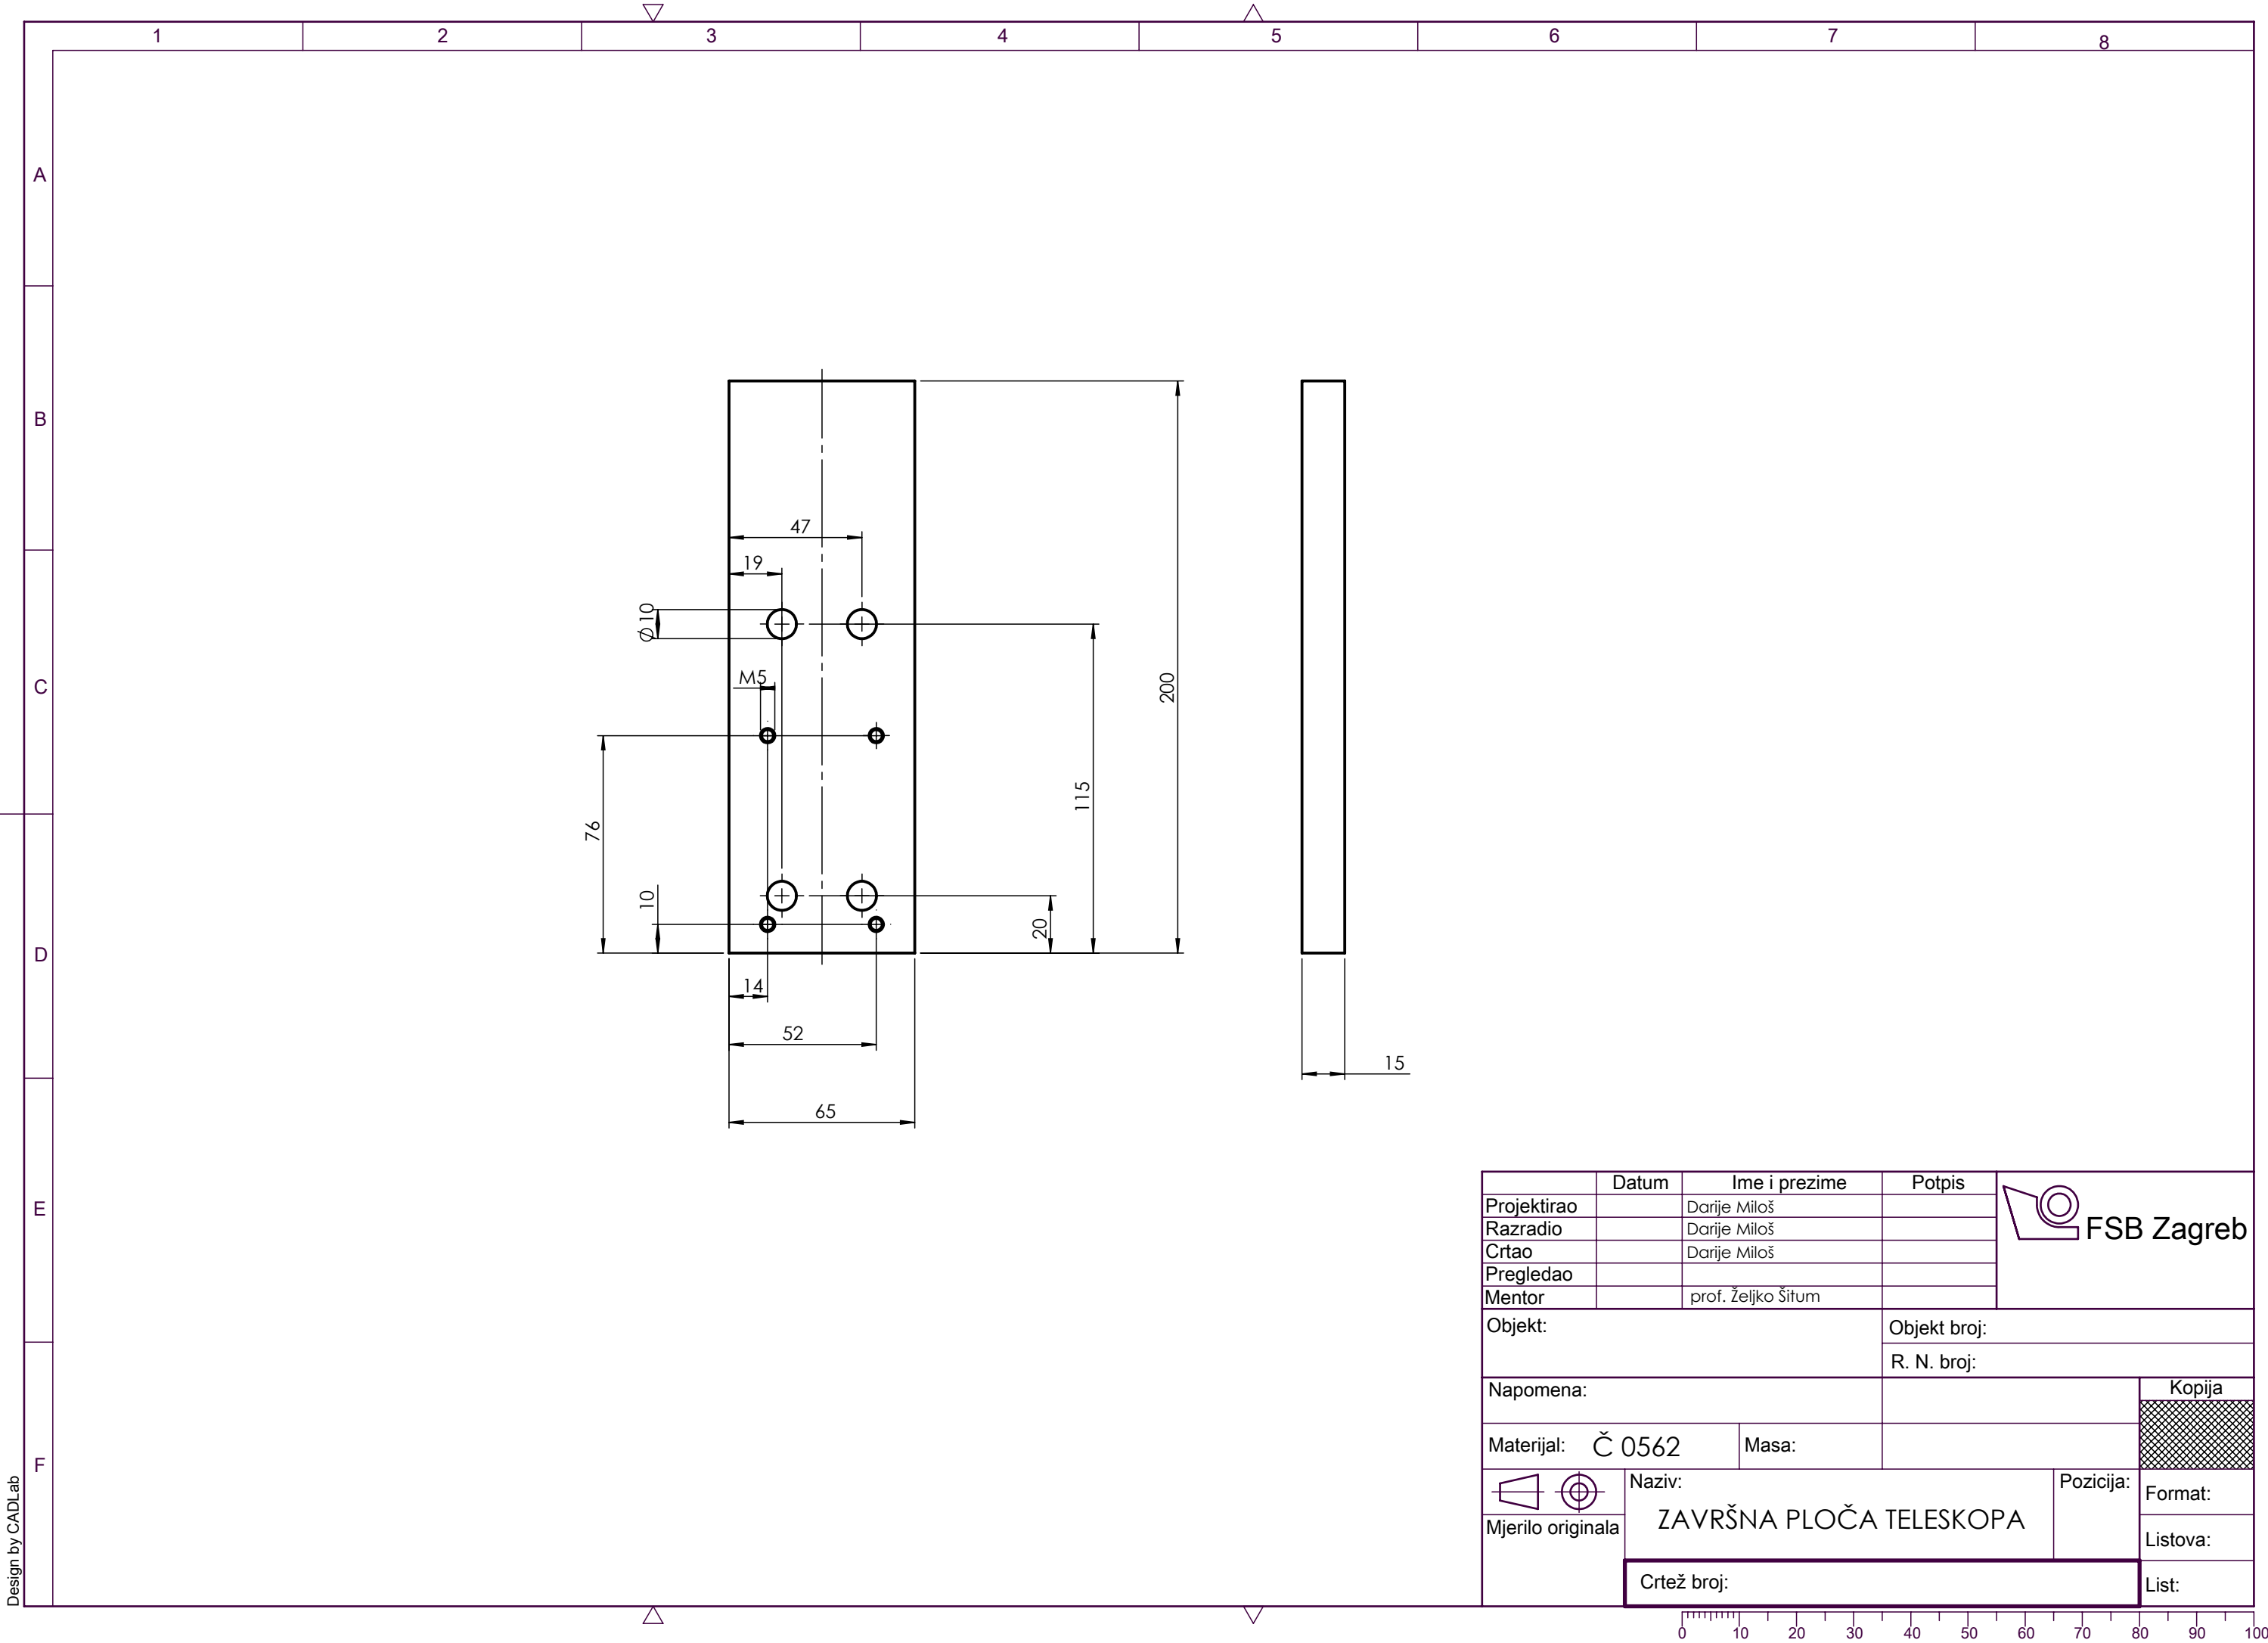 1 2 3 4 5 6 7 8
A
B
C
D
E
F
47
19
Ø10
M5
76
10
14
52
65
20
115
200
15
Datum Ime i prezime Potpis
Projektirao Darije Miloš
Razradio Darije Miloš
Crtao Darije Miloš
Pregledao
Mentor prof. Željko Šitum
FSB Zagreb
Objekt:
Objekt broj:
R. N. broj:
Napomena:
Kopija
Materijal: Č 0562 Masa:
Naziv:
ZAVRŠNA PLOČA TELESKOPA
Pozicija:
Format:
Mjerilo originala
Listova:
Crtež broj:
List:
Design by CADLab
0 10 20 30 40 50 60 70 80 90 100